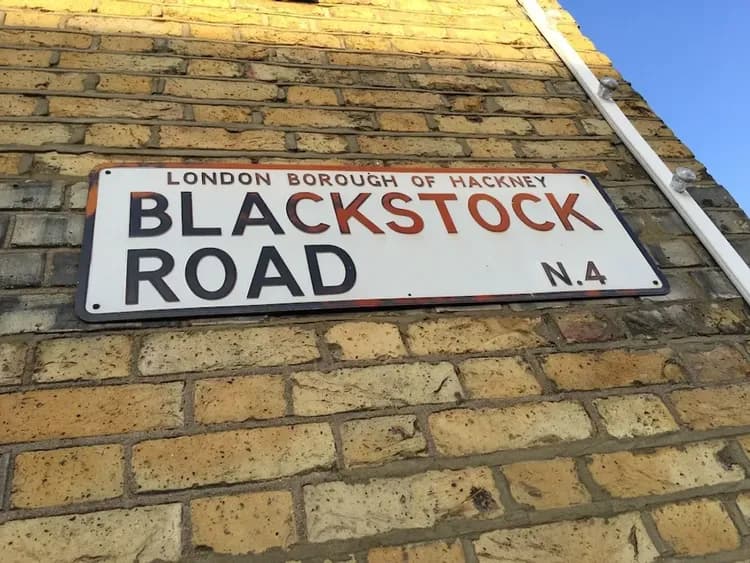 LONDON BOROUGH OF HACKNEY
BLACKSTOCK
ROAD N.4